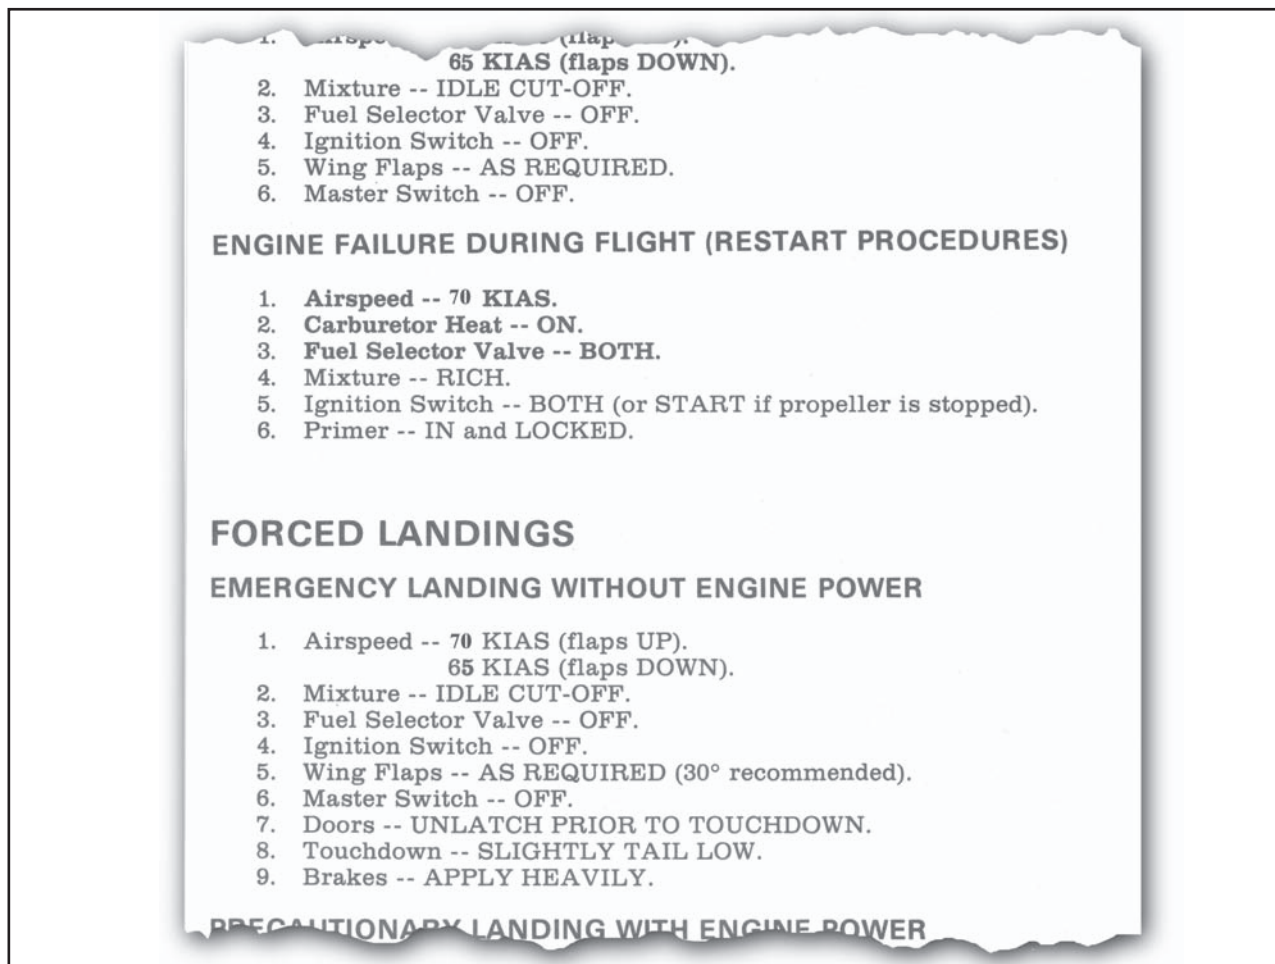 65 KIAS (flaps DOWN).
2. Mixture -- IDLE CUT-OFF.
3. Fuel Selector Valve -- OFF.
4. Ignition Switch -- OFF.
5. Wing Flaps -- AS REQUIRED.
6. Master Switch -- OFF.
ENGINE FAILURE DURING FLIGHT (RESTART PROCEDURES)
1. Airspeed -- 70 KIAS.
2. Carburetor Heat -- ON.
3. Fuel Selector Valve -- BOTH.
4. Mixture -- RICH.
5. Ignition Switch -- BOTH (or START if propeller is stopped).
6. Primer -- IN and LOCKED.
FORCED LANDINGS
EMERGENCY LANDING WITHOUT ENGINE POWER
1. Airspeed -- 70 KIAS (flaps UP).
65 KIAS (flaps DOWN).
2. Mixture -- IDLE CUT-OFF.
3. Fuel Selector Valve -- OFF.
4. Ignition Switch -- OFF.
5. Wing Flaps -- AS REQUIRED (30° recommended).
6. Master Switch -- OFF.
7. Doors -- UNLATCH PRIOR TO TOUCHDOWN.
8. Touchdown -- SLIGHTLY TAIL LOW.
9. Brakes -- APPLY HEAVILY.
PRECAUTIONARY LANDING WITH ENGINE POWER